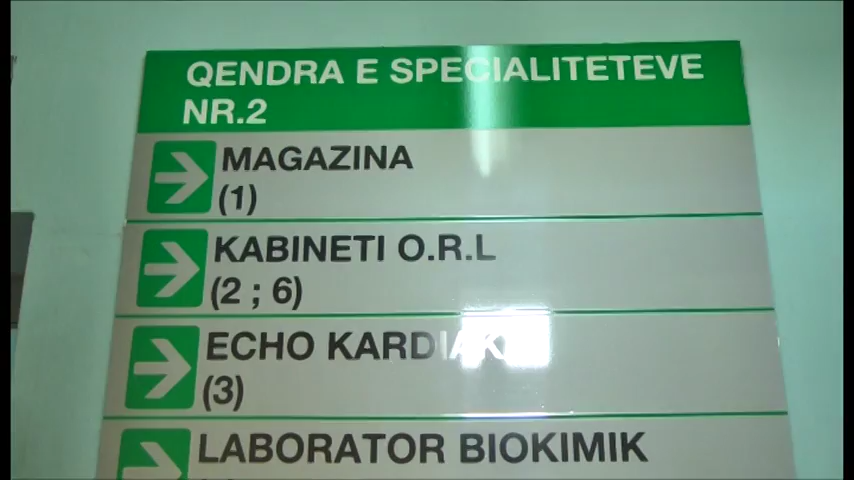 QENDRA E SPECIALITETEVE
NR.2
MAGAZINA
(1)
KABINETI O.R.L
(2 ; 6)
ECHO
(3)
LABORATOR BIOKIMIK